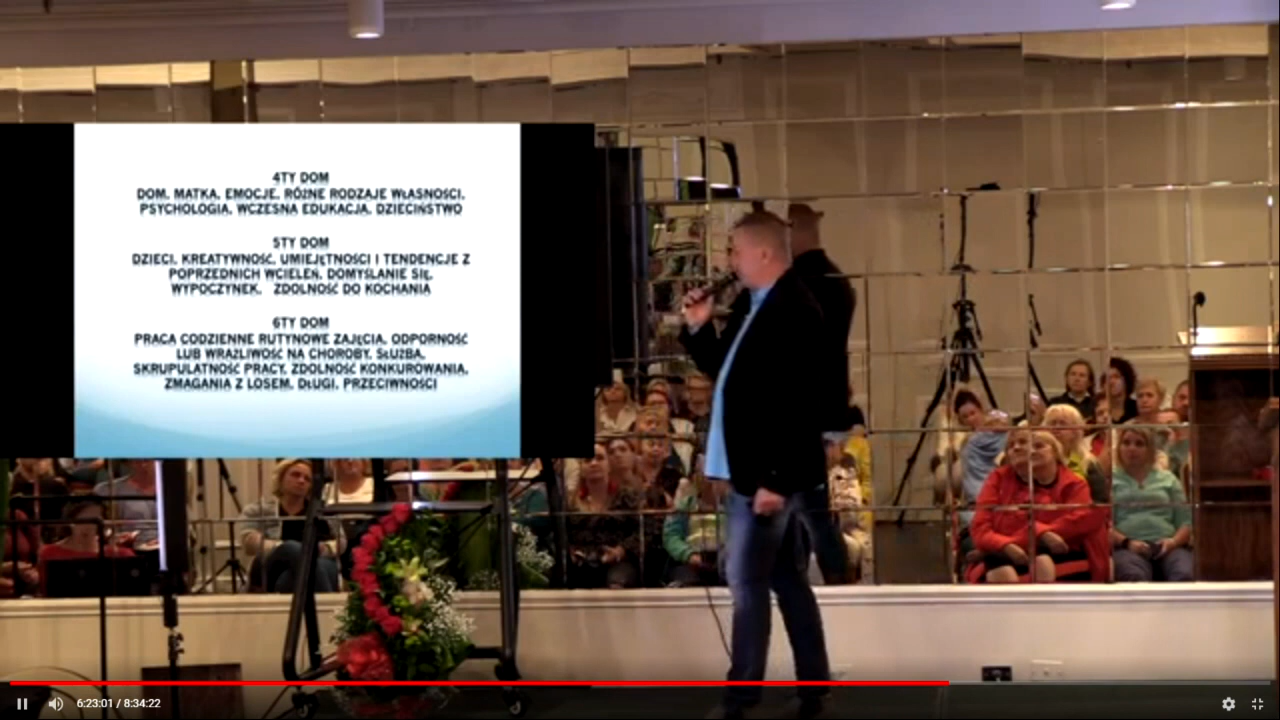 4TY DOM
DOM, MATKA, EMOCJE, RÓŻNE RODZAJE WŁASNOŚCI,
PSYCHOLOGIA, WCZESNA EDUKACJA, DZIECIŃSTWO
5TY DOM
DZIECI, KREATYWNOŚĆ, UMIEJĘTNOŚCI I TENDENCJE Z
POPRZEDNICH WCIELEŃ, DOMYŚLANIE SIĘ,
WYPOCZYNEK, ZDOLNOŚĆ DO KOCHANIA
6TY DOM
PRACA CODZIENNE RUTYNOWE ZAJĘCIA, ODPORNOŚĆ
LUB WRAŻLIWOŚĆ NA CHOROBY, SŁUŻBA,
SKRUPULATNOŚĆ PRACY, ZDOLNOŚĆ KONKUROWANIA,
ZMAGANIA Z LOSEM, DŁUGI, PRZECIWNOŚCI
6:23:01 / 8:34:22